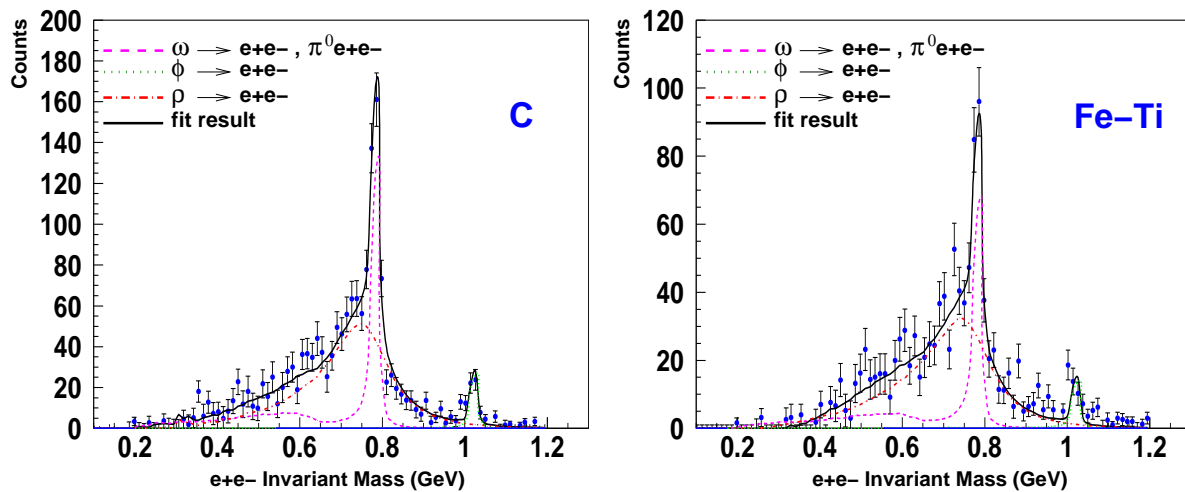 Counts
200
180
160
140
120
100
80
60
40
20
0
ω → e+e− , π⁰e+e−
φ → e+e−
ρ → e+e−
fit result
C
0.2 0.4 0.6 0.8 1 1.2
e+e− Invariant Mass (GeV)
Counts
120
100
80
60
40
20
0
ω → e+e− , π⁰e+e−
φ → e+e−
ρ → e+e−
fit result
Fe−Ti
0.2 0.4 0.6 0.8 1 1.2
e+e− Invariant Mass (GeV)